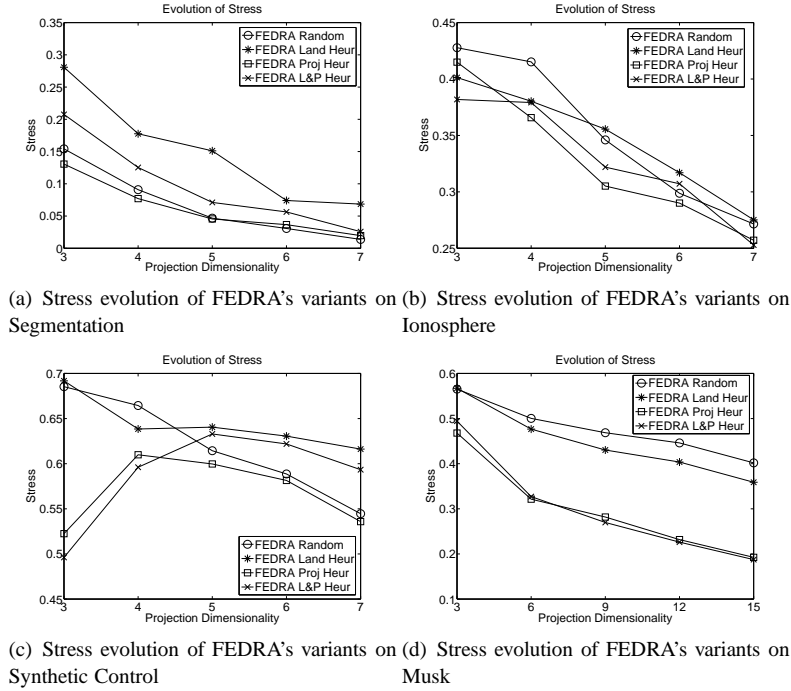 Evolution of Stress
0.35
0.3
0.25
0.2
0.15
0.1
0.05
0
Stress
3 4 5 6 7
Projection Dimensionality
FEDRA Random
FEDRA Land Heur
FEDRA Proj Heur
FEDRA L&P Heur
Evolution of Stress
0.45
0.4
0.35
0.3
0.25
Stress
3 4 5 6 7
Projection Dimensionality
FEDRA Random
FEDRA Land Heur
FEDRA Proj Heur
FEDRA L&P Heur
(a) Stress evolution of FEDRA's variants on
Segmentation
(b) Stress evolution of FEDRA's variants on
Ionosphere
Evolution of Stress
0.7
0.65
0.6
0.55
0.5
0.45
Stress
3 4 5 6 7
Projection Dimensionality
FEDRA Random
FEDRA Land Heur
FEDRA Proj Heur
FEDRA L&P Heur
Evolution of Stress
0.6
0.5
0.4
0.3
0.2
0.1
Stress
3 6 9 12 15
Projection Dimensionality
FEDRA Random
FEDRA Land Heur
FEDRA Proj Heur
FEDRA L&P Heur
(c) Stress evolution of FEDRA's variants on
Synthetic Control
(d) Stress evolution of FEDRA's variants on
Musk